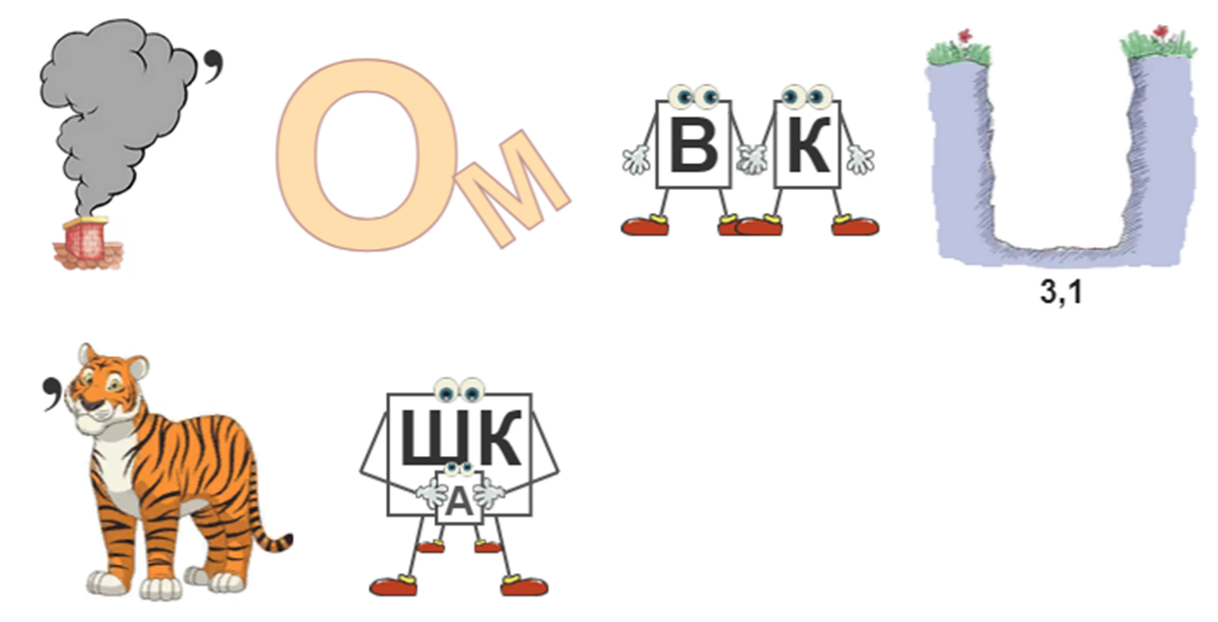 ,
О м
В К
3,1
,
ШК
А